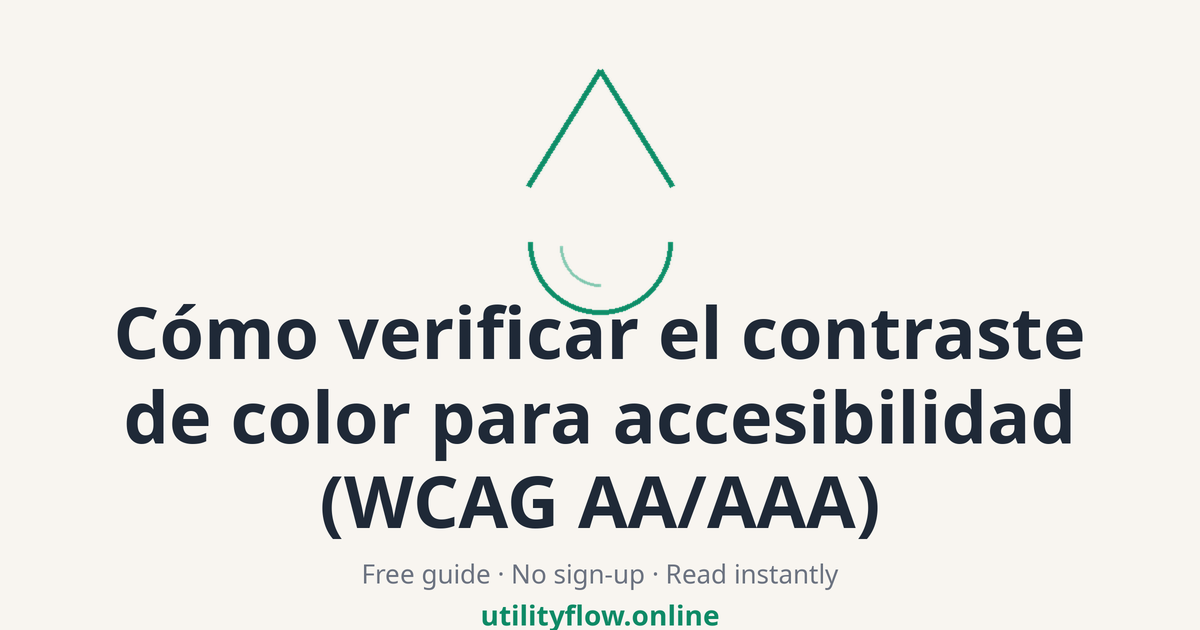 Cómo verificar el contraste
de color para accesibilidad
(WCAG AA/AAA)
Free guide · No sign-up · Read instantly
utilityflow.online